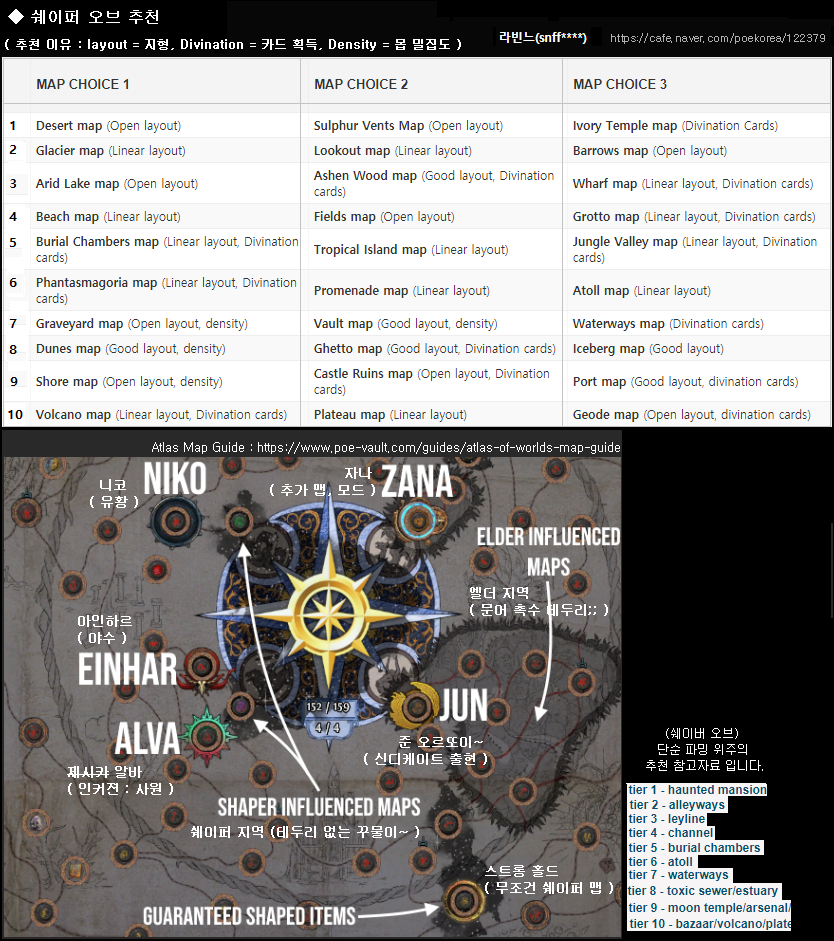 ◆ 쉐이퍼 오브 추천
( 추천 이유 : layout = 지형, Divination = 카드 획득, Density = 몹 밀집도 )
라빈느(snff****)
https://cafe.naver.com/poekorea/122379
MAP CHOICE 1 MAP CHOICE 2 MAP CHOICE 3
1 Desert map (Open layout) Sulphur Vents Map (Open layout) Ivory Temple map (Divination Cards)
2 Glacier map (Linear layout) Lookout map (Linear layout) Barrows map (Open layout)
3 Arid Lake map (Open layout) Ashen Wood map (Good layout, Divination cards) Wharf map (Linear layout, Divination cards)
4 Beach map (Linear layout) Fields map (Open layout) Grotto map (Linear layout, Divination cards)
5 Burial Chambers map (Linear layout, Divination cards) Tropical Island map (Linear layout) Jungle Valley map (Linear layout, Divination cards)
6 Phantasmagoria map (Linear layout, Divination cards) Promenade map (Linear layout) Atoll map (Linear layout)
7 Graveyard map (Open layout, density) Vault map (Good layout, density) Waterways map (Divination cards)
8 Dunes map (Good layout, density) Ghetto map (Good layout, Divination cards) Iceberg map (Good layout)
9 Shore map (Open layout, density) Castle Ruins map (Open layout, Divination cards) Port map (Good layout, divination cards)
10 Volcano map (Linear layout, Divination cards) Plateau map (Linear layout) Geode map (Open layout, divination cards)
Atlas Map Guide : https://www.poe-vault.com/guides/atlas-of-worlds-map-guide
니코
( 유황 )
NIKO
자나
( 추가 맵, 모드 )
ZANA
ELDER INFLUENCED
MAPS
엘더 지역
( 문어 촉수 테두리;; )
아인하르
( 야수 )
EINHAR
ALVA
제시카 알바
( 인커젼 : 사원 )
152 / 159
4 / 4
JUN
준 오르또이~
( 신디케이트 출현 )
SHAPER INFLUENCED MAPS
쉐이퍼 지역 (테두리 없는 꾸물이~ )
스트롱 홀드
( 무조건 쉐이퍼 맵 )
GUARANTEED SHAPED ITEMS
(쉐이버 오브)
단순 파밍 위주의
추천 참고자료 입니다.
tier 1 - haunted mansion
tier 2 - alleyways
tier 3 - leyline
tier 4 - channel
tier 5 - burial chambers
tier 6 - atoll
tier 7 - waterways
tier 8 - toxic sewer/estuary
tier 9 - moon temple/arsenal/
tier 10 - bazaar/volcano/plate